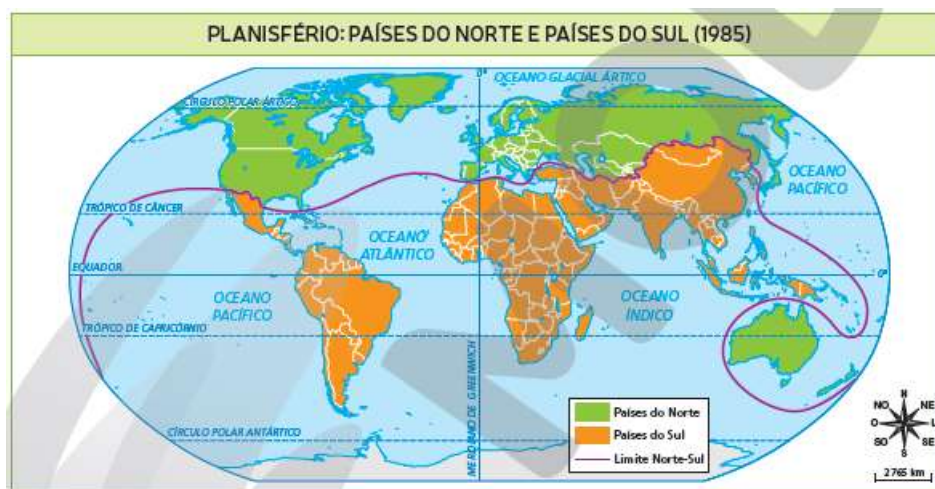 PLANISFÉRIO: PAÍSES DO NORTE E PAÍSES DO SUL (1985)
OCEANO GLACIAL ÁRTICO
0°
CÍRCULO POLAR ÁRTICO
OCEANO
PACÍFICO
TRÓPICO DE CÂNCER
OCEANO
ATLÂNTICO
EQUADOR
0°
OCEANO
PACÍFICO
OCEANO
ÍNDICO
TRÓPICO DE CAPRICÓRNIO
MERIDIANO DE GREENWICH
CÍRCULO POLAR ANTÁRTICO
Países do Norte
Países do Sul
Limite Norte-Sul
N
NO
NE
O
L
SO
SE
S
2765 km